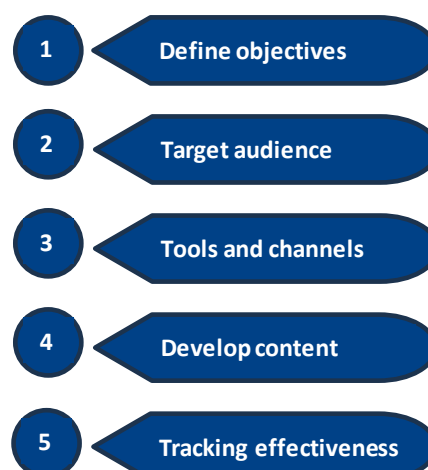 1 Define objectives
2 Target audience
3 Tools and channels
4 Develop content
5 Tracking effectiveness